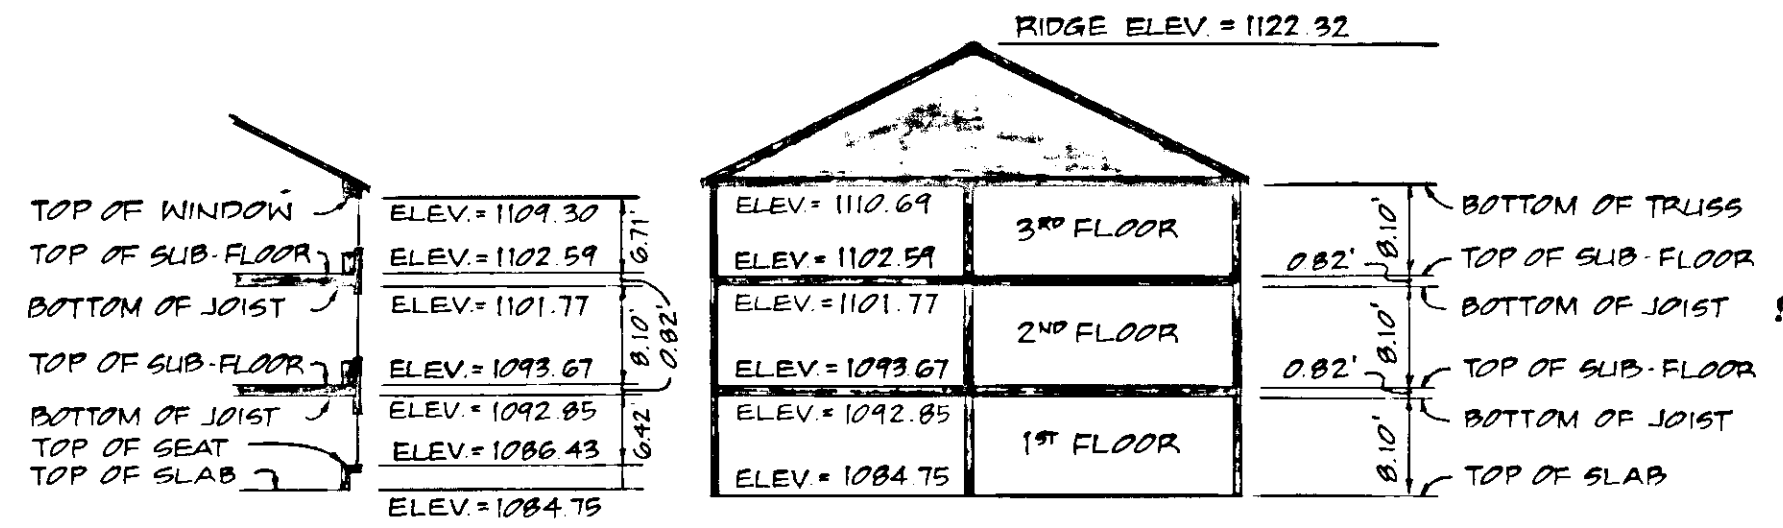 RIDGE ELEV. = 1122.32
TOP OF WINDOW
TOP OF SUB-FLOOR
BOTTOM OF JOIST
TOP OF SUB-FLOOR
BOTTOM OF JOIST
TOP OF SEAT
TOP OF SLAB
ELEV. = 1109.30
ELEV. = 1102.59
ELEV. = 1101.77
ELEV. = 1093.67
ELEV. = 1092.85
ELEV. = 1086.43
ELEV. = 1084.75
6.71'
8.10'
0.82'
6.42'
ELEV. = 1110.69
3RD FLOOR
ELEV. = 1102.59
ELEV. = 1101.77
2ND FLOOR
ELEV. = 1093.67
ELEV. = 1092.85
1ST FLOOR
ELEV. = 1084.75
8.10'
0.82'
8.10'
0.82'
8.10'
BOTTOM OF TRUSS
TOP OF SUB-FLOOR
BOTTOM OF JOIST
TOP OF SUB-FLOOR
BOTTOM OF JOIST
TOP OF SLAB